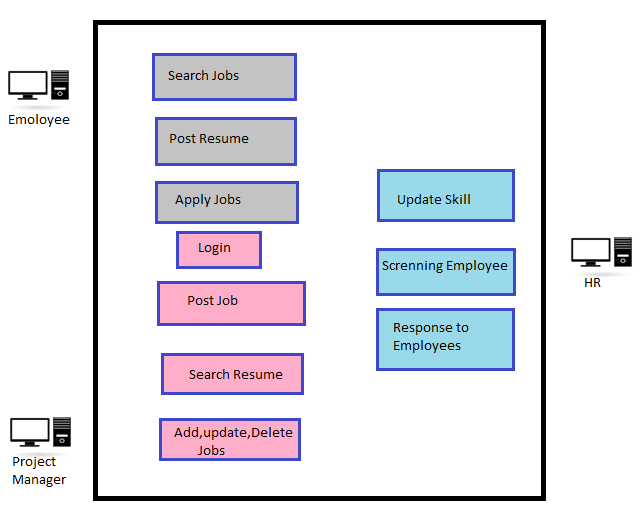 Search Jobs
Emoloyee
Post Resume
Apply Jobs
Update Skill
Login
Screnning Employee
HR
Post Job
Response to
Employees
Search Resume
Add,update,Delete
Jobs
Project
Manager